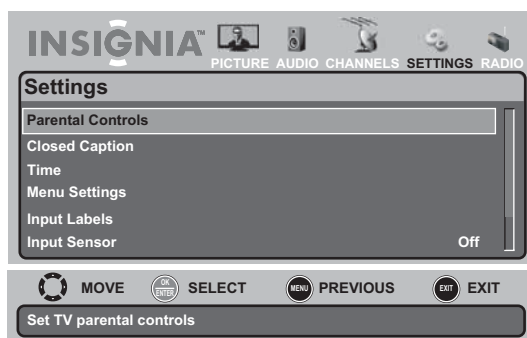 INSIGNIA™
PICTURE AUDIO CHANNELS SETTINGS RADIO
Settings
Parental Controls
Closed Caption
Time
Menu Settings
Input Labels
Input Sensor Off
MOVE OK ENTER SELECT MENU PREVIOUS EXIT EXIT
Set TV parental controls